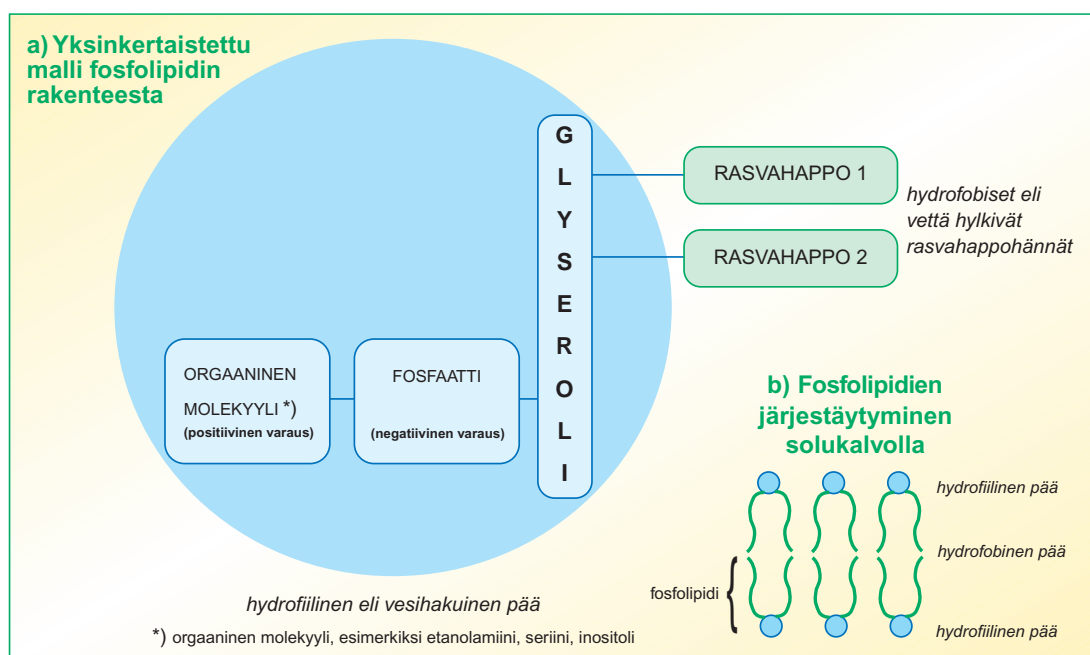 a) Yksinkertaistettu
malli fosfolipidin
rakenteesta
G
L
Y
S
E
R
O
L
I
RASVAHAPPO 1
RASVAHAPPO 2
hydrofobiset eli
vettä hylkivät
rasvahappohännät
ORGAANINEN
MOLEKYYLI *)
(positiivinen varaus)
FOSFAATTI
(negatiivinen varaus)
hydrofiilinen eli vesihakuinen pää
*) orgaaninen molekyyli, esimerkiksi etanolamiini, seriini, inositoli
b) Fosfolipidien
järjestäytyminen
solukalvolla
hydrofiilinen pää
hydrofobinen pää
fosfolipidi
hydrofiilinen pää